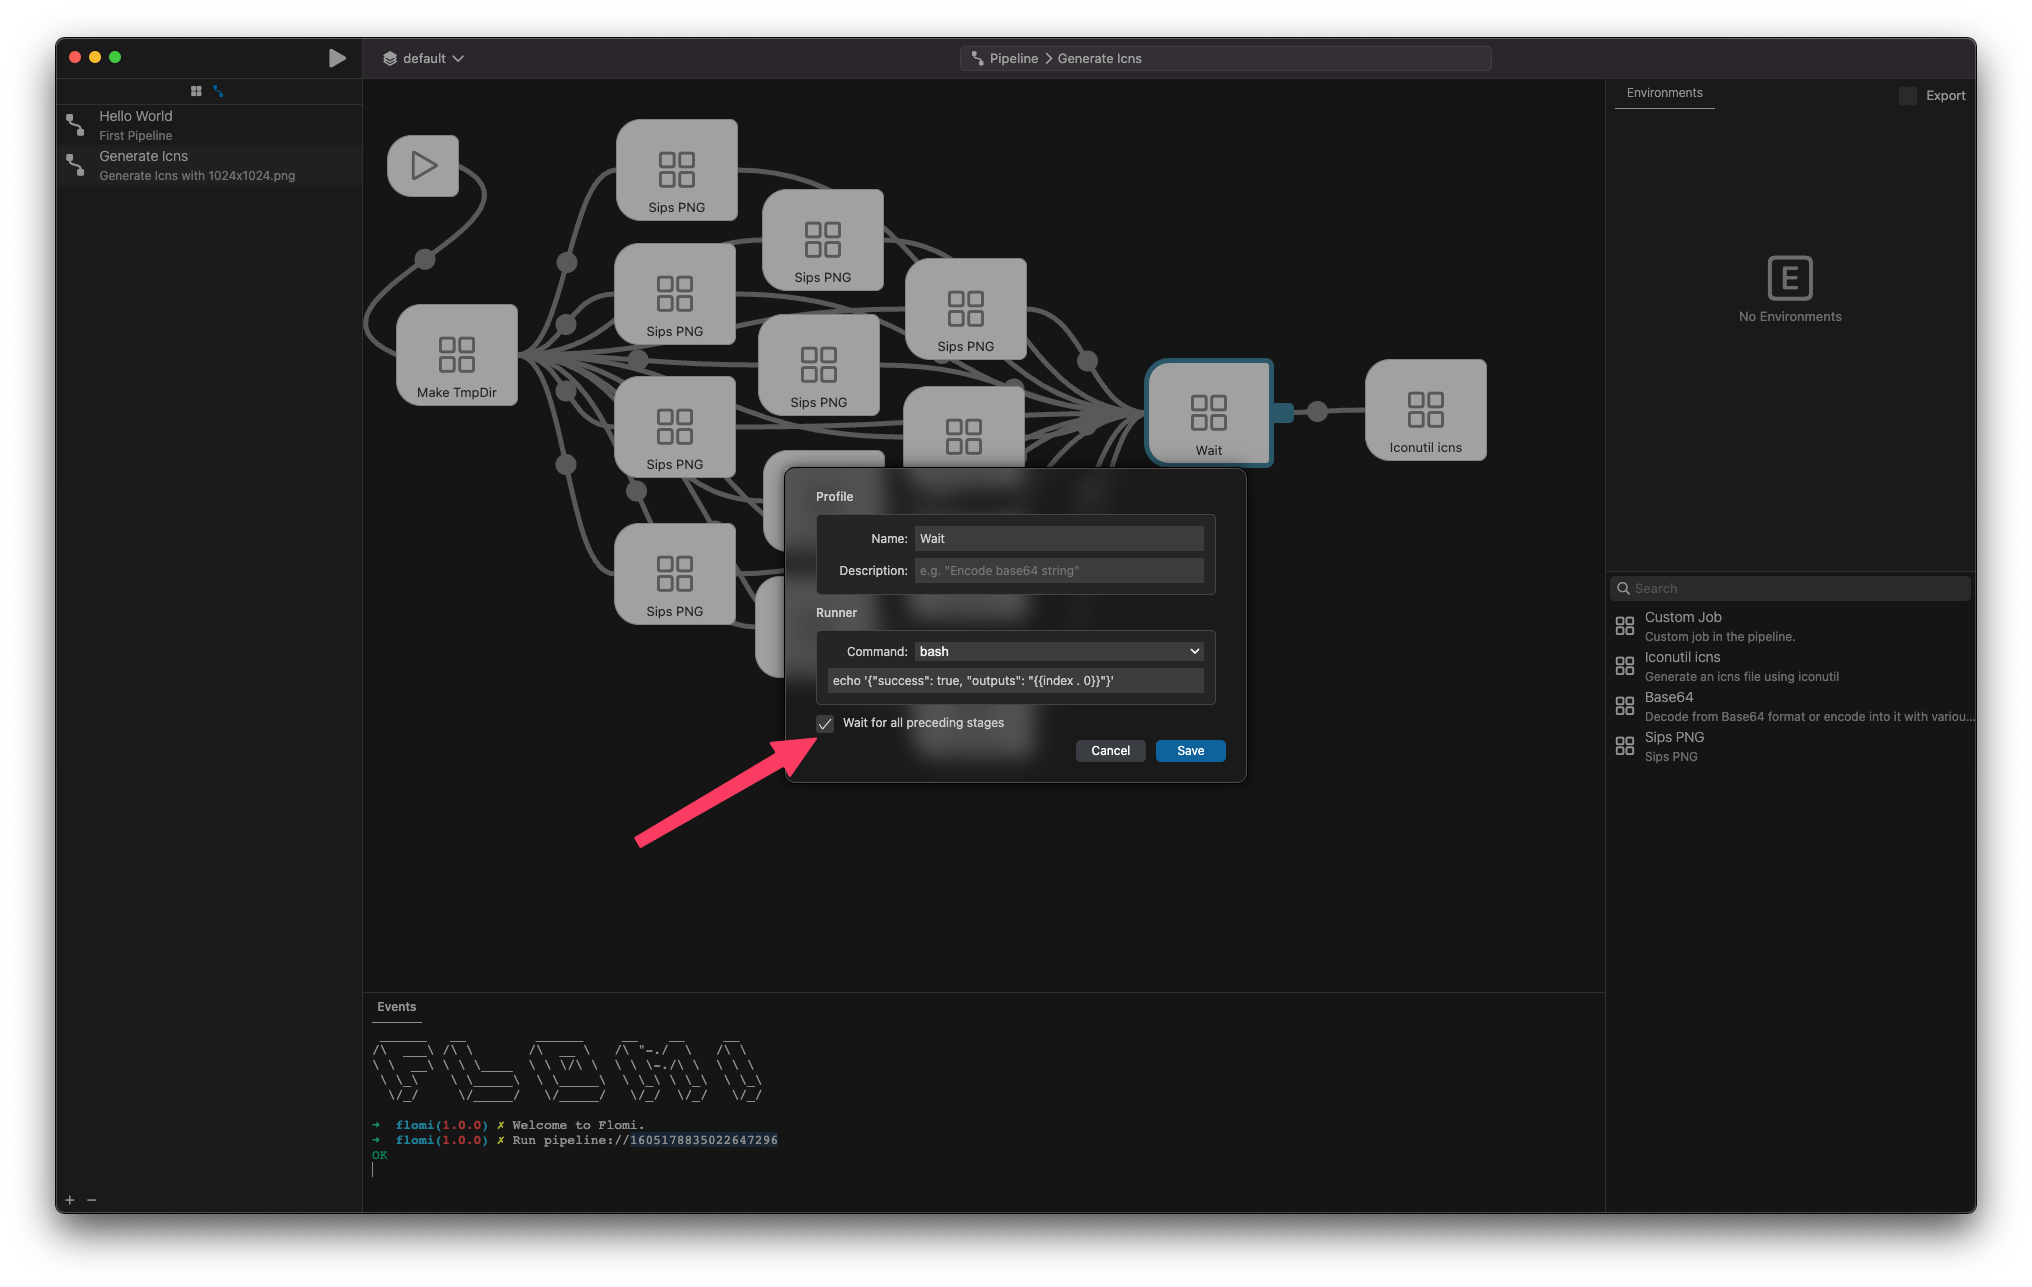 default
Pipeline > Generate Icns
Hello World
First Pipeline
Generate Icns
Generate Icns with 1024x1024.png
Sips PNG
Sips PNG
Sips PNG
Sips PNG
Make TmpDir
Sips PNG
Sips PNG
Sips PNG
Wait
Iconutil icns
Profile
Name: Wait
Description: e.g. "Encode base64 string"
Runner
Command: bash
echo '{"success": true, "outputs": "{{index . 0}}"}'
Wait for all preceding stages
Cancel Save
Environments
Export
E
No Environments
Search
Custom Job
Custom job in the pipeline.
Iconutil icns
Generate an icns file using iconutil
Base64
Decode from Base64 format or encode into it with variou...
Sips PNG
Sips PNG
Events
FLOMI
➜ flomi(1.0.0) ✗ Welcome to Flomi.
➜ flomi(1.0.0) ✗ Run pipeline://1605178835022647296
OK
+ −